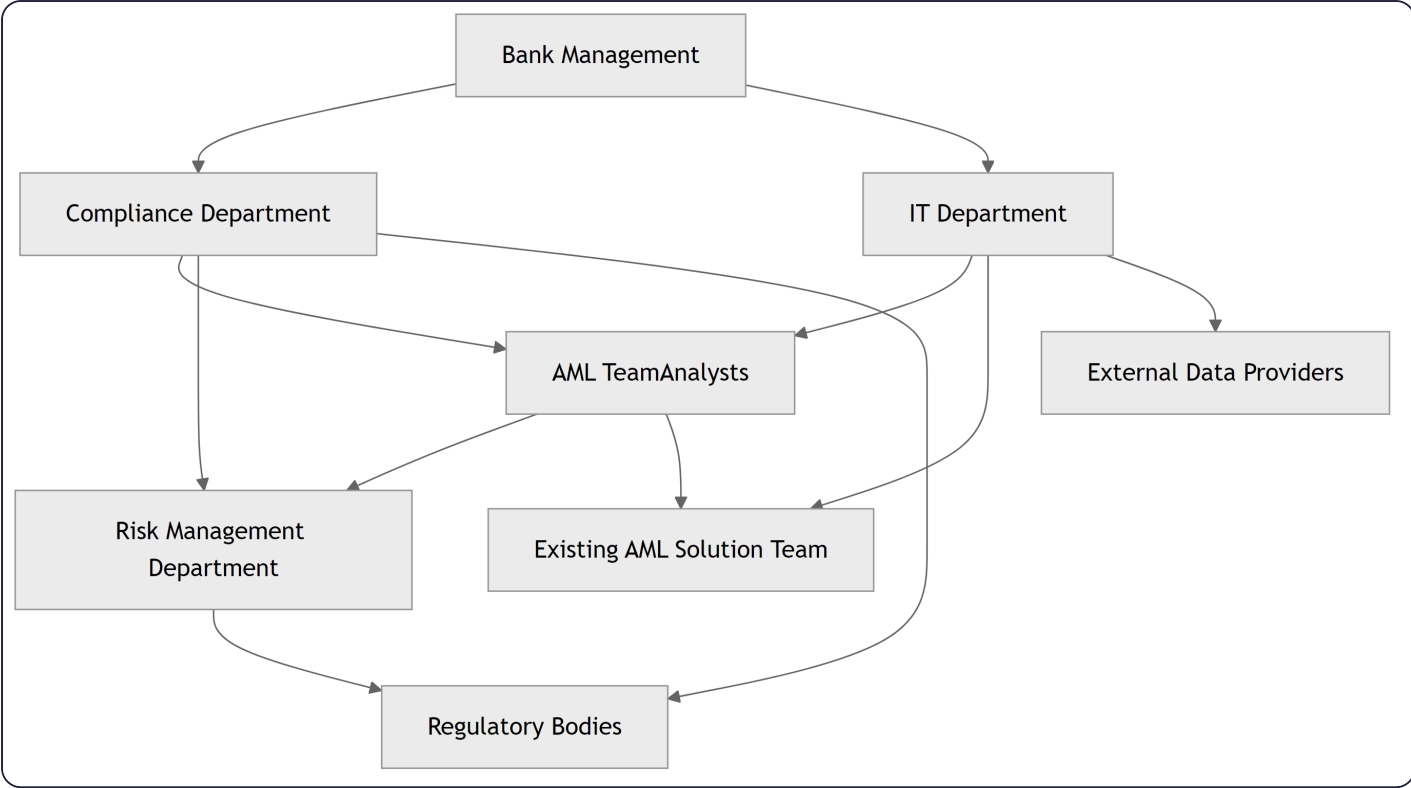 Bank Management
Compliance Department
IT Department
AML TeamAnalysts
External Data Providers
Risk Management
Department
Existing AML Solution Team
Regulatory Bodies